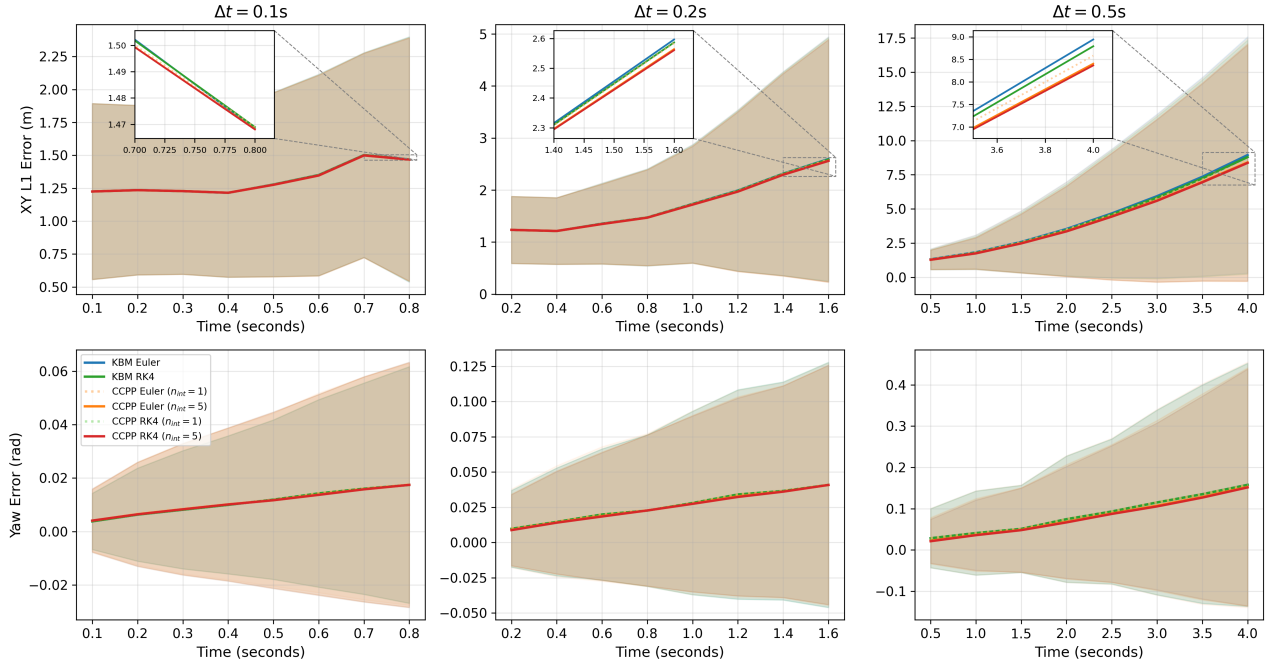 Δt = 0.1s
Δt = 0.2s
Δt = 0.5s
XY L1 Error (m)
2.25
2.00
1.75
1.50
1.25
1.00
0.75
0.50
1.50
1.49
1.48
1.47
0.700 0.725 0.750 0.775 0.800
0.1 0.2 0.3 0.4 0.5 0.6 0.7 0.8
Time (seconds)
5
4
3
2
1
0
2.6
2.5
2.4
2.3
1.40 1.45 1.50 1.55 1.60
0.2 0.4 0.6 0.8 1.0 1.2 1.4 1.6
Time (seconds)
17.5
15.0
12.5
10.0
7.5
5.0
2.5
0.0
9.0
8.5
8.0
7.5
7.0
3.6 3.8 4.0
0.5 1.0 1.5 2.0 2.5 3.0 3.5 4.0
Time (seconds)
Yaw Error (rad)
0.06
0.04
0.02
0.00
−0.02
KBM Euler
KBM RK4
CCPP Euler (n_int = 1)
CCPP Euler (n_int = 5)
CCPP RK4 (n_int = 1)
CCPP RK4 (n_int = 5)
0.1 0.2 0.3 0.4 0.5 0.6 0.7 0.8
Time (seconds)
0.125
0.100
0.075
0.050
0.025
0.000
−0.025
−0.050
0.2 0.4 0.6 0.8 1.0 1.2 1.4 1.6
Time (seconds)
0.4
0.3
0.2
0.1
0.0
−0.1
0.5 1.0 1.5 2.0 2.5 3.0 3.5 4.0
Time (seconds)